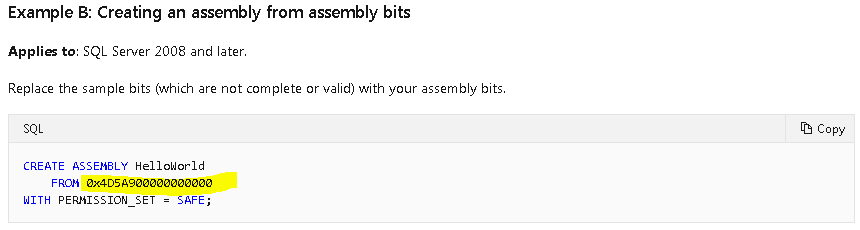 Example B: Creating an assembly from assembly bits
Applies to: SQL Server 2008 and later.
Replace the sample bits (which are not complete or valid) with your assembly bits.
SQL
Copy
CREATE ASSEMBLY HelloWorld
FROM 0x4D5A900000000000
WITH PERMISSION_SET = SAFE;